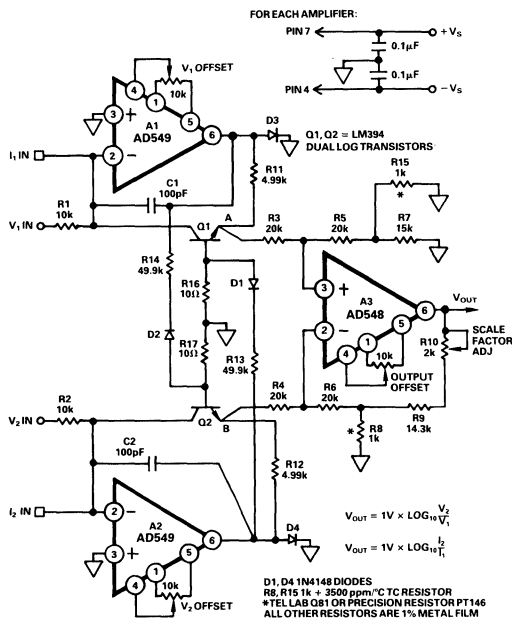 FOR EACH AMPLIFIER:
PIN 7
+VS
0.1µF
0.1µF
PIN 4
−VS
V1 OFFSET
10k
4
1
5
3
+
A1
AD549
6
2
−
D3
Q1, Q2 = LM394
DUAL LOG TRANSISTORS
I1 IN
C1
100pF
R11
4.99k
R15
1k
*
R1
10k
V1 IN
Q1
A
R3
20k
R5
20k
R7
15k
R14
49.9k
R16
10Ω
D1
3
+
A3
AD548
6
VOUT
2
−
5
1
4
10k
OUTPUT
OFFSET
R10
2k
SCALE
FACTOR
ADJ
D2
R17
10Ω
R13
49.9k
R2
10k
V2 IN
Q2
B
R4
20k
R6
20k
R9
14.3k
*
R8
1k
C2
100pF
R12
4.99k
I2 IN
2
−
A2
AD549
6
3
+
5
1
4
10k
V2 OFFSET
D4
VOUT = 1V × LOG10 V2/V1
VOUT = 1V × LOG10 I2/I1
D1, D4 1N4148 DIODES
R8, R15 1k + 3500 ppm/°C TC RESISTOR
*TEL LAB Q81 OR PRECISION RESISTOR PT146
ALL OTHER RESISTORS ARE 1% METAL FILM